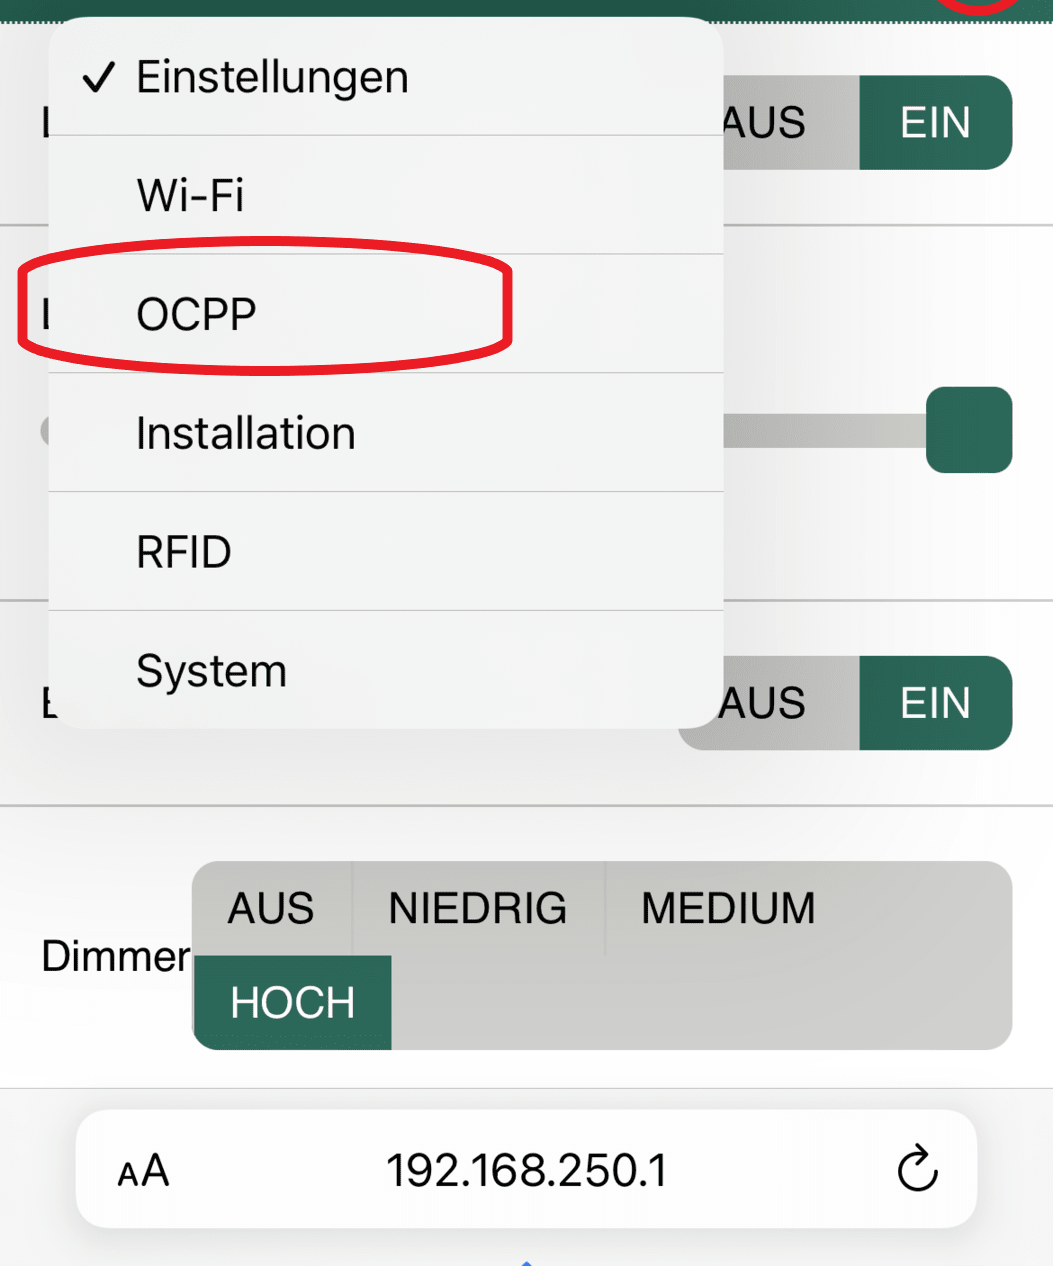 Einstellungen
AUS EIN
Wi-Fi
OCPP
Installation
RFID
System
AUS EIN
AUS NIEDRIG MEDIUM
Dimmer
HOCH
AA 192.168.250.1